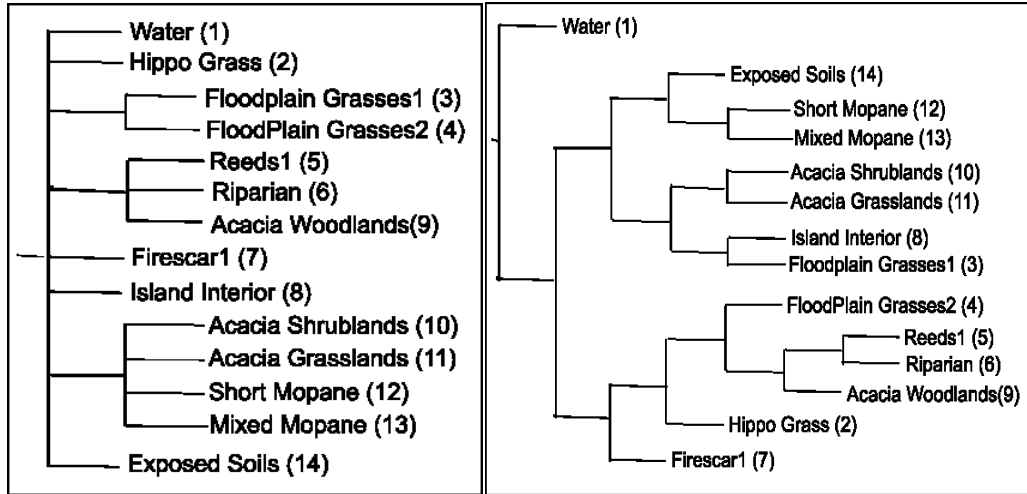 Water (1)
Hippo Grass (2)
Floodplain Grasses1 (3)
FloodPlain Grasses2 (4)
Reeds1 (5)
Riparian (6)
Acacia Woodlands(9)
Firescar1 (7)
Island Interior (8)
Acacia Shrublands (10)
Acacia Grasslands (11)
Short Mopane (12)
Mixed Mopane (13)
Exposed Soils (14)
Water (1)
Exposed Soils (14)
Short Mopane (12)
Mixed Mopane (13)
Acacia Shrublands (10)
Acacia Grasslands (11)
Island Interior (8)
Floodplain Grasses1 (3)
FloodPlain Grasses2 (4)
Reeds1 (5)
Riparian (6)
Acacia Woodlands(9)
Hippo Grass (2)
Firescar1 (7)